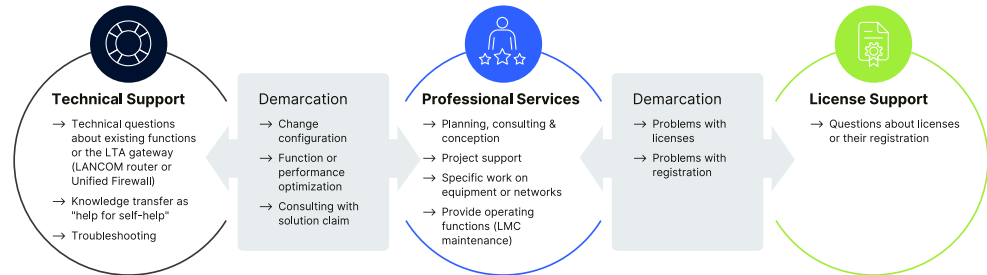 Technical Support
→ Technical questions
about existing functions
or the LTA gateway
(LANCOM router or
Unified Firewall)
→ Knowledge transfer as
"help for self-help"
→ Troubleshooting
Demarcation
→ Change
configuration
→ Function or
performance
optimization
→ Consulting with
solution claim
Professional Services
→ Planning, consulting &
conception
→ Project support
→ Specific work on
equipment or networks
→ Provide operating
functions (LMC
maintenance)
Demarcation
→ Problems with
licenses
→ Problems with
registration
License Support
→ Questions about licenses
or their registration